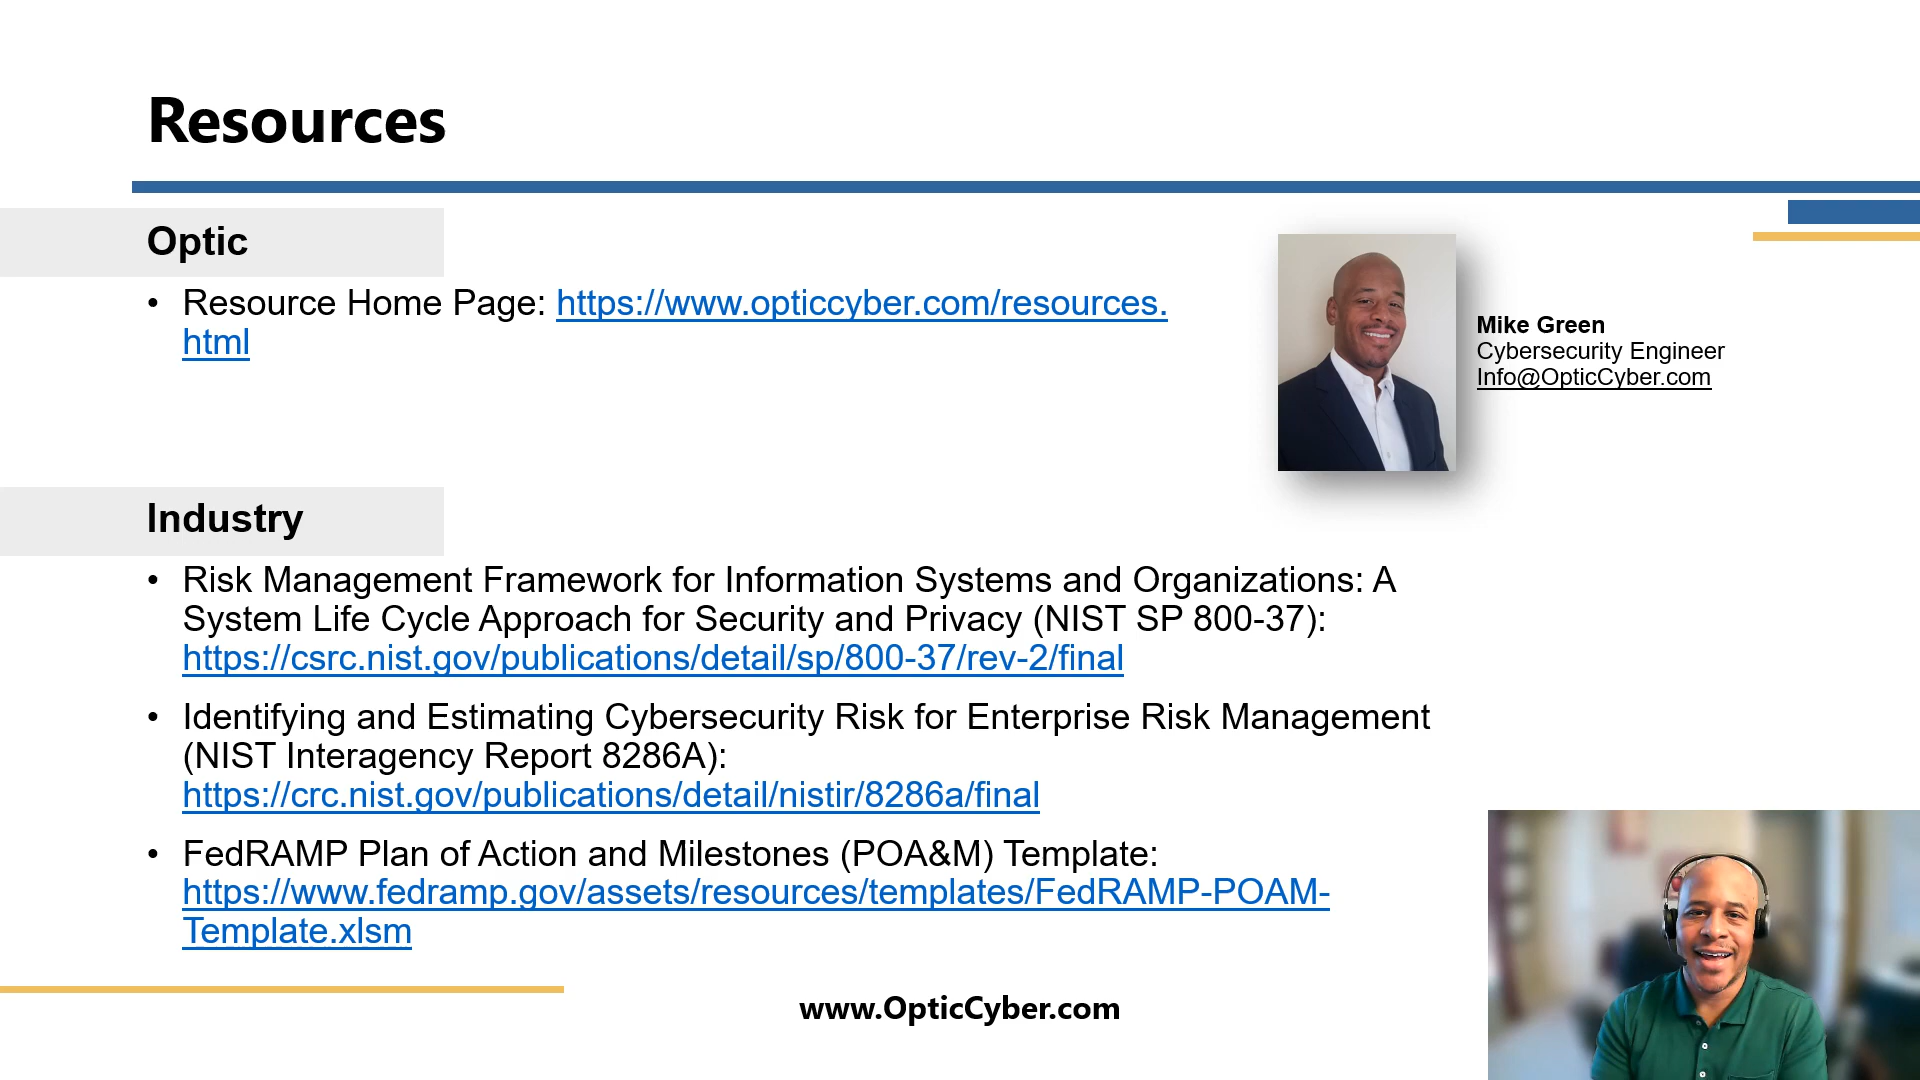 Resources
Optic
• Resource Home Page: https://www.opticcyber.com/resources.
html
Mike Green
Cybersecurity Engineer
Info@OpticCyber.com
Industry
• Risk Management Framework for Information Systems and Organizations: A
System Life Cycle Approach for Security and Privacy (NIST SP 800-37):
https://csrc.nist.gov/publications/detail/sp/800-37/rev-2/final
• Identifying and Estimating Cybersecurity Risk for Enterprise Risk Management
(NIST Interagency Report 8286A):
https://crc.nist.gov/publications/detail/nistir/8286a/final
• FedRAMP Plan of Action and Milestones (POA&M) Template:
https://www.fedramp.gov/assets/resources/templates/FedRAMP-POAM-
Template.xlsm
www.OpticCyber.com